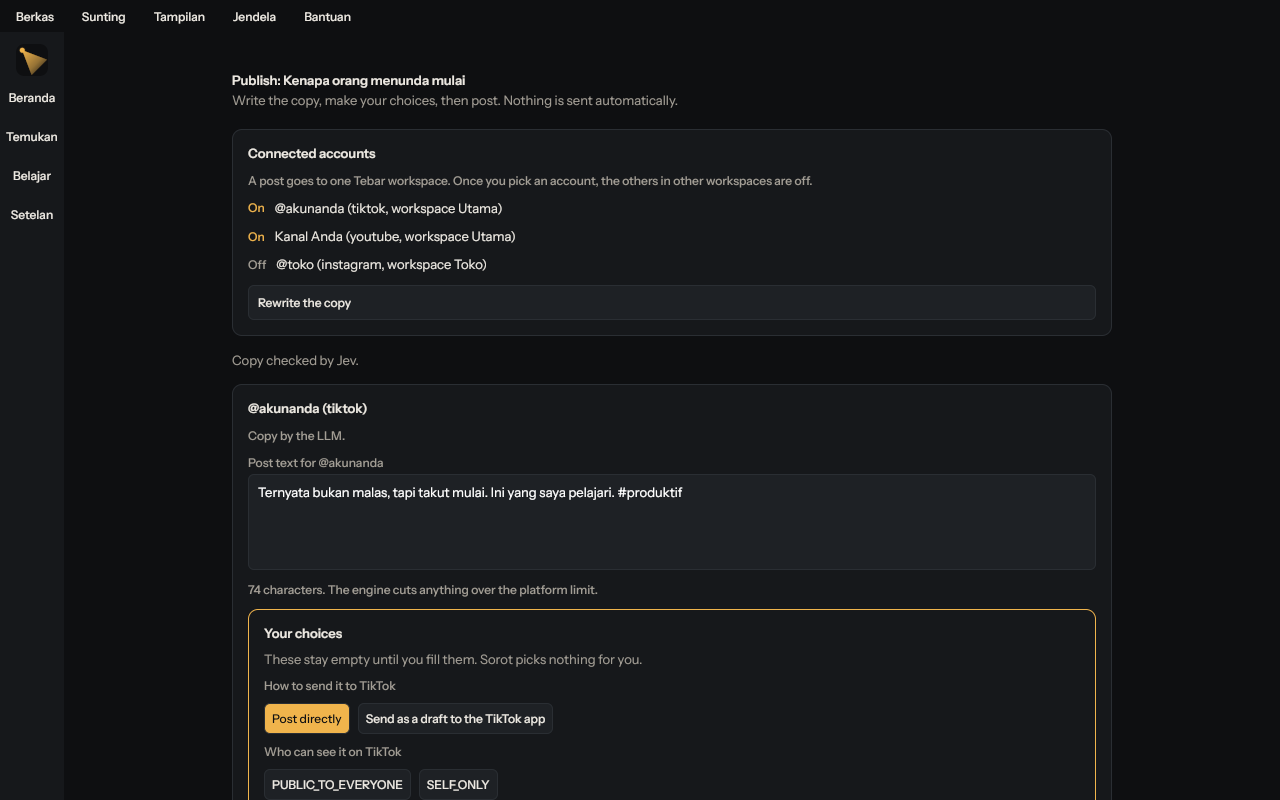 Berkas Sunting Tampilan Jendela Bantuan
Beranda
Temukan
Belajar
Setelan
Publish: Kenapa orang menunda mulai
Write the copy, make your choices, then post. Nothing is sent automatically.
Connected accounts
A post goes to one Tebar workspace. Once you pick an account, the others in other workspaces are off.
On @akunanda (tiktok, workspace Utama)
On Kanal Anda (youtube, workspace Utama)
Off @toko (instagram, workspace Toko)
Rewrite the copy
Copy checked by Jev.
@akunanda (tiktok)
Copy by the LLM.
Post text for @akunanda
Ternyata bukan malas, tapi takut mulai. Ini yang saya pelajari. #produktif
74 characters. The engine cuts anything over the platform limit.
Your choices
These stay empty until you fill them. Sorot picks nothing for you.
How to send it to TikTok
Post directly Send as a draft to the TikTok app
Who can see it on TikTok
PUBLIC_TO_EVERYONE SELF_ONLY